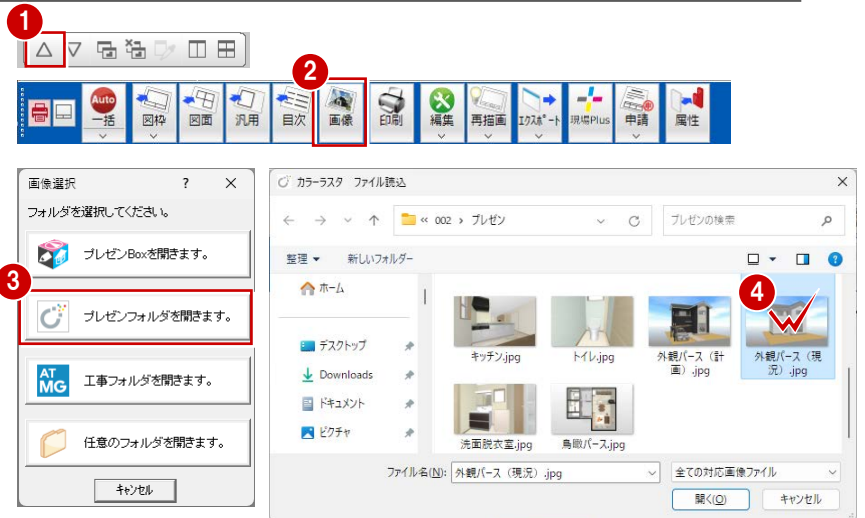 1
2
Auto
一括
図枠
図面
汎用
目次
画像
印刷
編集
再描画
ｴｸｽﾎﾟｰﾄ
現場Plus
申請
属性
画像選択 ? ×
フォルダを選択してください。
プレゼンBoxを開きます。
3
プレゼンフォルダを開きます。
AT
MG
工事フォルダを開きます。
任意のフォルダを開きます。
ｷｬﾝｾﾙ
カラーラスタ ファイル読込
« 002 › プレゼン
プレゼンの検索
整理
新しいフォルダー
ホーム
デスクトップ
Downloads
ドキュメント
ピクチャ
4
キッチン.jpg
トイレ.jpg
外観パース（計
画）.jpg
外観パース（現
況）.jpg
洗面脱衣室.jpg
鳥瞰パース.jpg
ファイル名(N):
外観パース（現況）.jpg
全ての対応画像ファイル
開く(O)
キャンセル